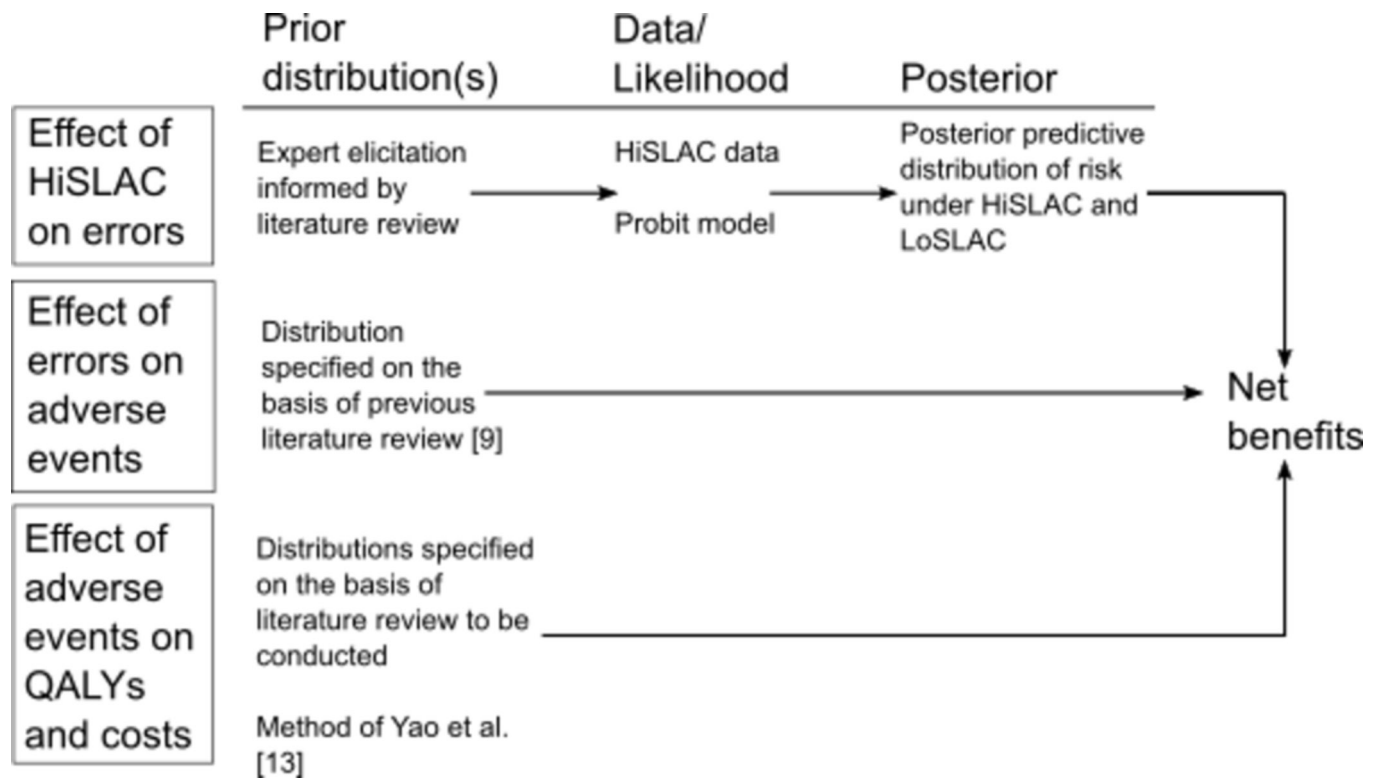 Prior
distribution(s)
Data/
Likelihood
Posterior
Effect of
HiSLAC
on errors
Expert elicitation
informed by
literature review
HiSLAC data
Probit model
Posterior predictive
distribution of risk
under HiSLAC and
LoSLAC
Effect of
errors on
adverse
events
Distribution
specified on the
basis of previous
literature review [9]
Net
benefits
Effect of
adverse
events on
QALYs
and costs
Distributions specified
on the basis of
literature review to be
conducted
Method of Yao et al.
[13]